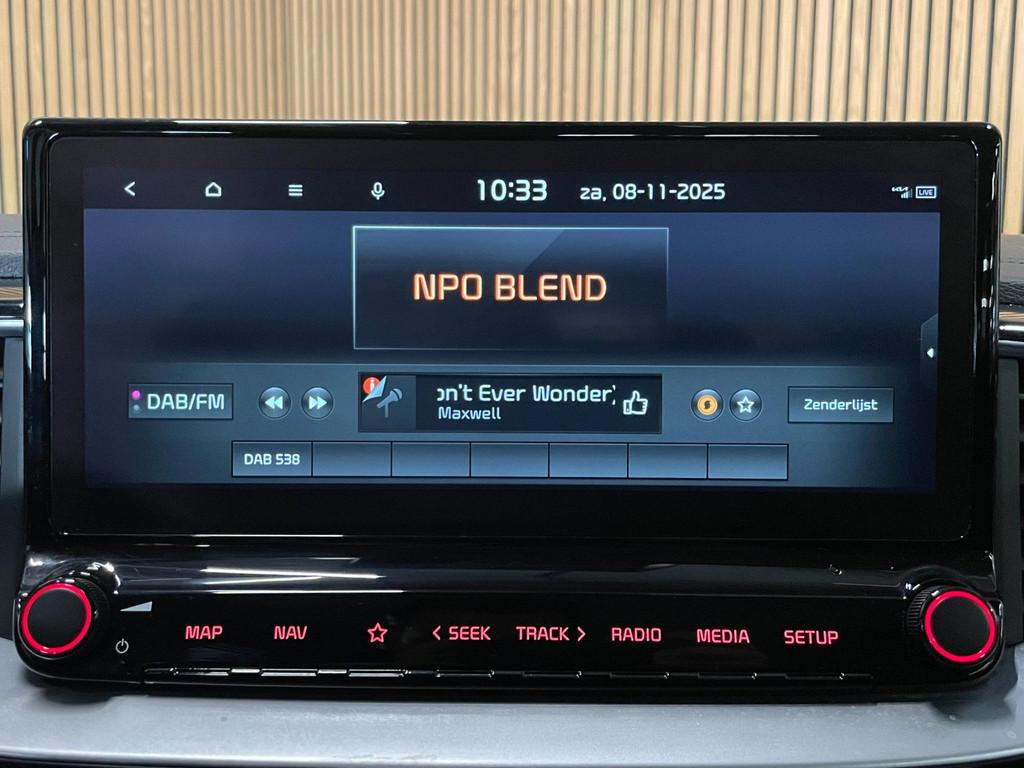 10:33 za, 08-11-2025 LIVE
NPO BLEND
DAB/FM
on't Ever Wonder)
Maxwell
Zenderlijst
DAB 538
MAP NAV < SEEK TRACK > RADIO MEDIA SETUP